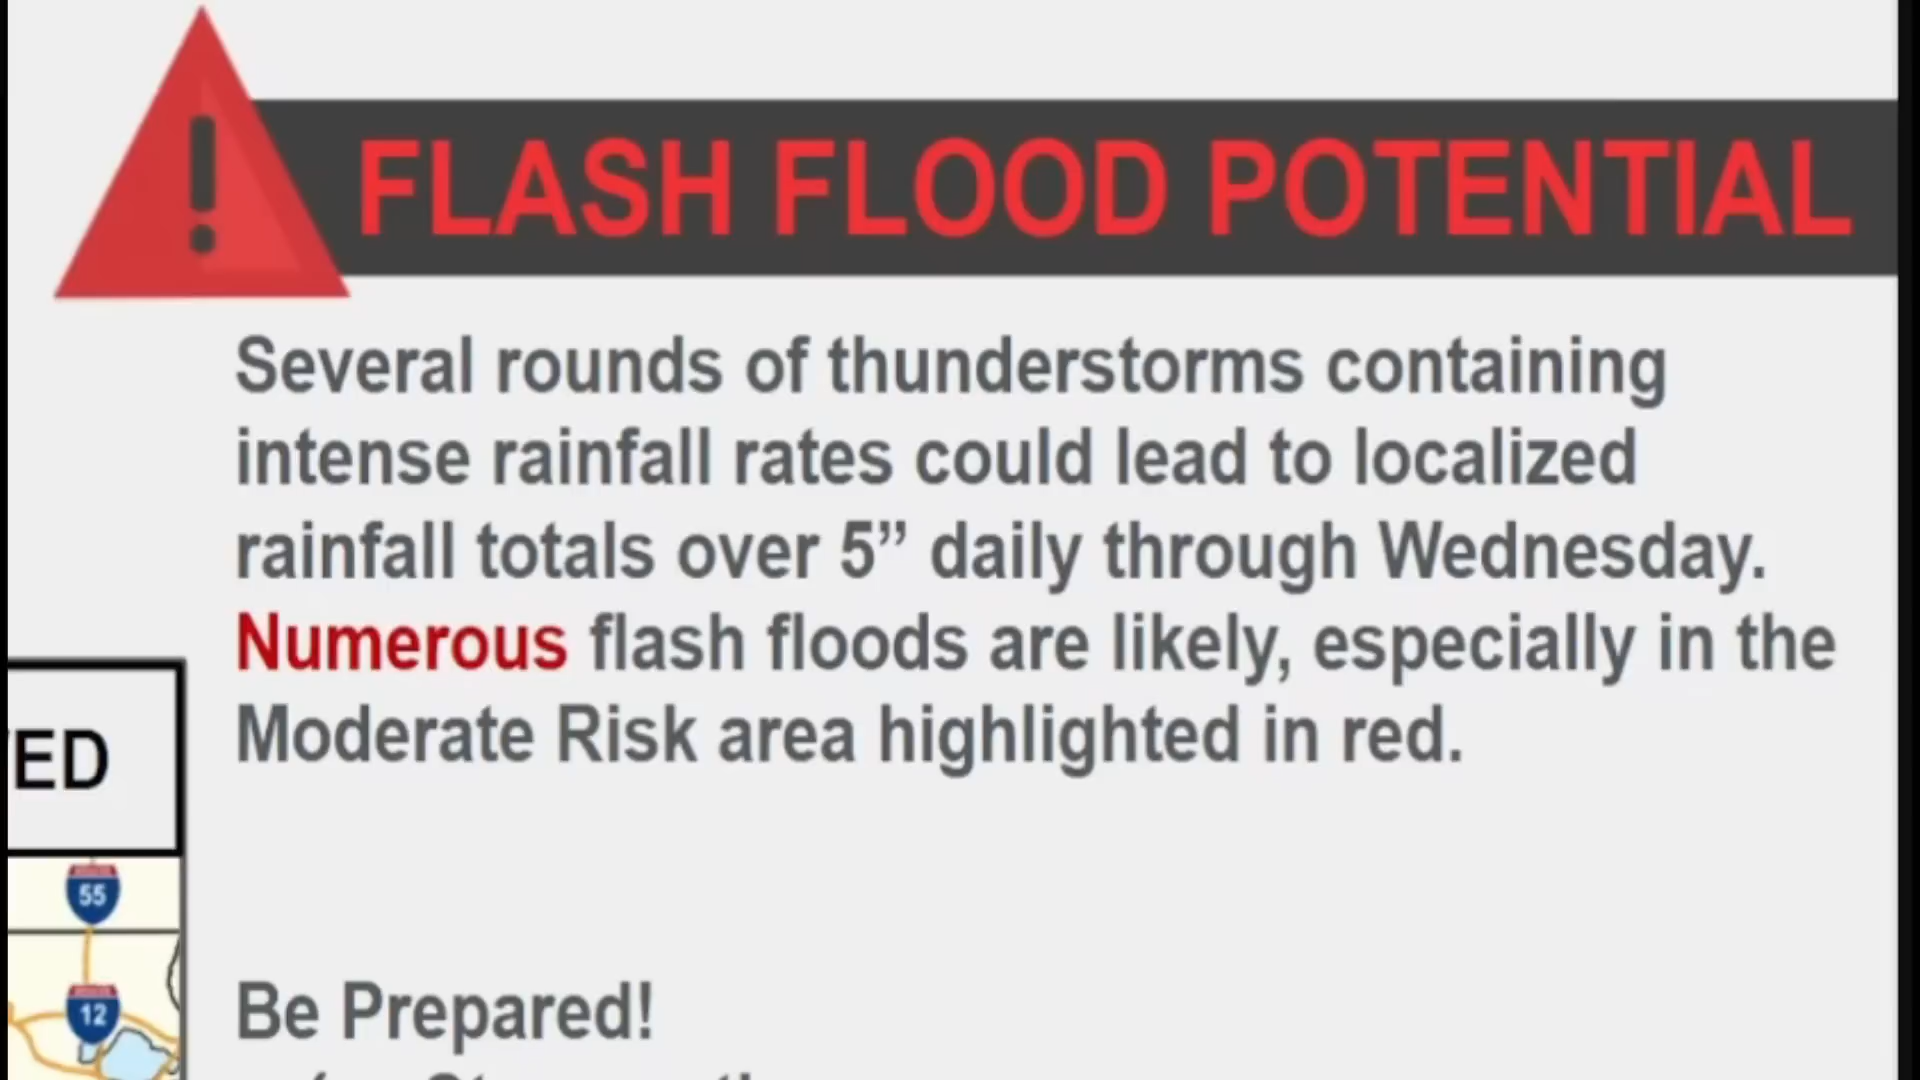 FLASH FLOOD POTENTIAL
Several rounds of thunderstorms containing
intense rainfall rates could lead to localized
rainfall totals over 5” daily through Wednesday.
Numerous flash floods are likely, especially in the
Moderate Risk area highlighted in red.
ED
55
12
Be Prepared!